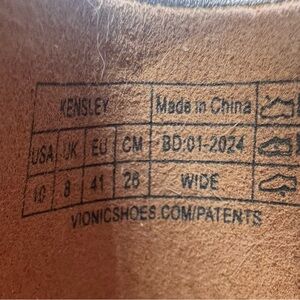 KENSLEY Made in China
USA UK EU CM BD:01-2024
10 8 41 26 WIDE
VIONICSHOES.COM/PATENTS